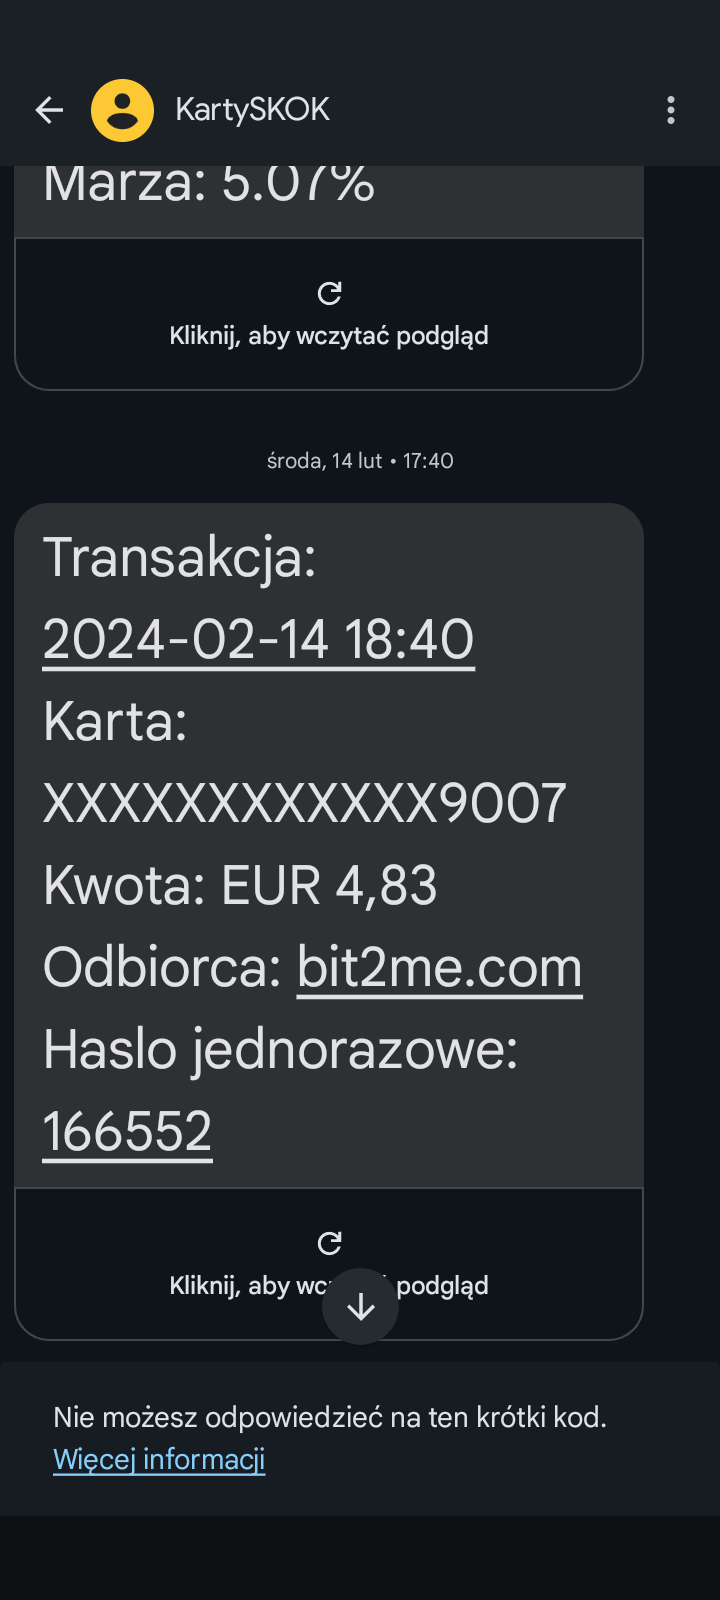 KartySKOK
Marza: 5.07%
Kliknij, aby wczytać podgląd
środa, 14 lut • 17:40
Transakcja:
2024-02-14 18:40
Karta:
XXXXXXXXXXXX9007
Kwota: EUR 4,83
Odbiorca: bit2me.com
Haslo jednorazowe:
166552
Kliknij, aby podgląd
Nie możesz odpowiedzieć na ten krótki kod.
Więcej informacji